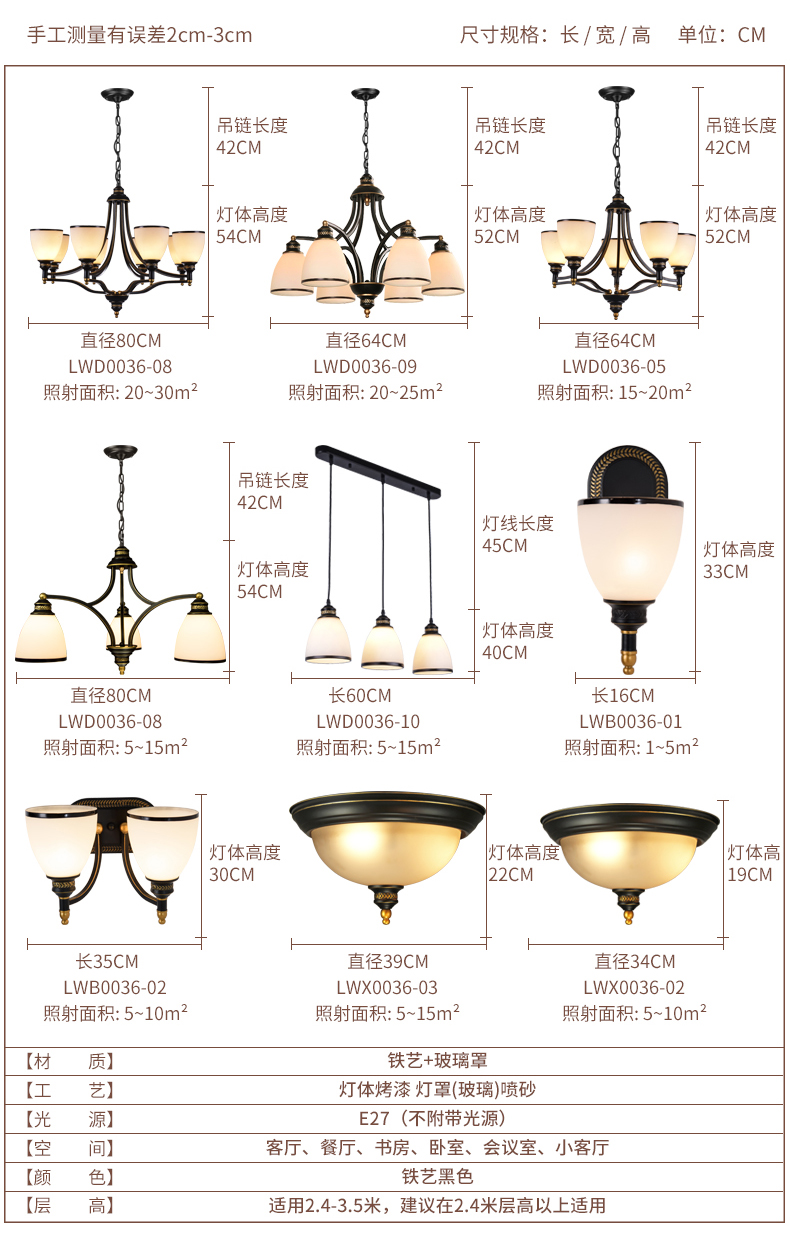 手工测量有误差2cm-3cm
尺寸规格：长 / 宽 / 高 单位：CM
吊链长度
42CM
灯体高度
54CM
直径80CM
LWD0036-08
照射面积: 20~30m²
吊链长度
42CM
灯体高度
52CM
直径64CM
LWD0036-09
照射面积: 20~25m²
吊链长度
42CM
灯体高度
52CM
直径64CM
LWD0036-05
照射面积: 15~20m²
吊链长度
42CM
灯体高度
54CM
直径80CM
LWD0036-08
照射面积: 5~15m²
灯线长度
45CM
灯体高度
40CM
长60CM
LWD0036-10
照射面积: 5~15m²
灯体高度
33CM
长16CM
LWB0036-01
照射面积: 1~5m²
灯体高度
30CM
长35CM
LWB0036-02
照射面积: 5~10m²
灯体高度
22CM
直径39CM
LWX0036-03
照射面积: 5~15m²
灯体高
19CM
直径34CM
LWX0036-02
照射面积: 5~10m²
【材 质】 铁艺+玻璃罩
【工 艺】 灯体烤漆 灯罩(玻璃)喷砂
【光 源】 E27（不附带光源）
【空 间】 客厅、餐厅、书房、卧室、会议室、小客厅
【颜 色】 铁艺黑色
【层 高】 适用2.4-3.5米，建议在2.4米层高以上适用